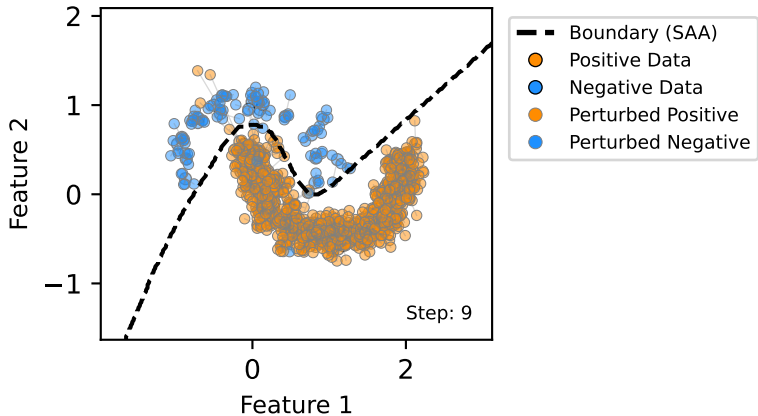 2
1
0
−1
Feature 2
0
2
Feature 1
Step: 9
Boundary (SAA)
Positive Data
Negative Data
Perturbed Positive
Perturbed Negative